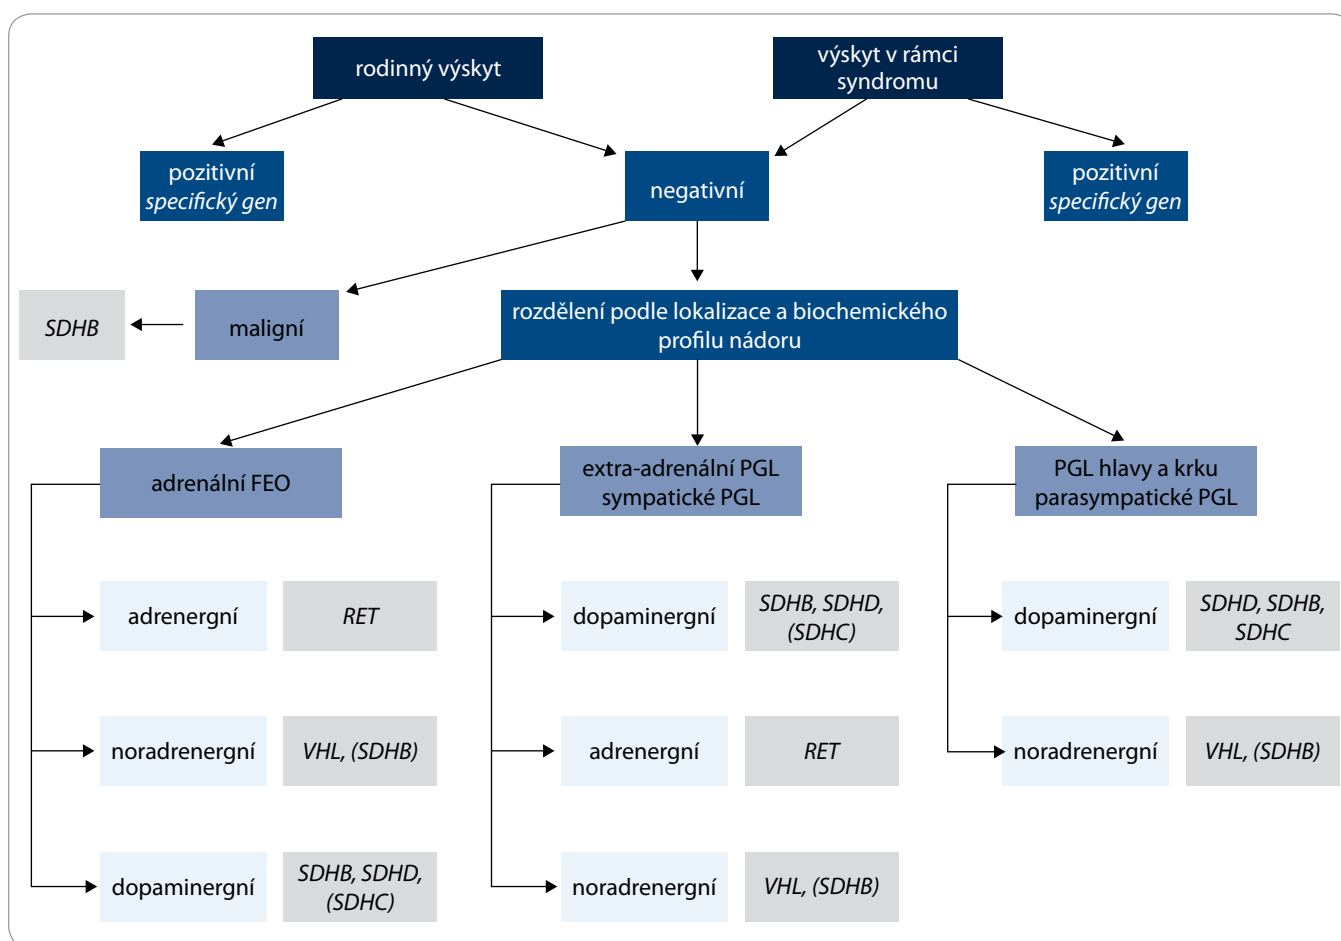 rodinný výskyt
výskyt v rámci
syndromu
pozitivní
specifický gen
negativní
pozitivní
specifický gen
SDHB
maligní
rozdělení podle lokalizace a biochemického
profilu nádoru
adrenální FEO
extra-adrenální PGL
sympatické PGL
PGL hlavy a krku
parasympatické PGL
adrenergní
RET
noradrenergní
VHL, (SDHB)
dopaminergní
SDHB, SDHD,
(SDHC)
dopaminergní
SDHB, SDHD,
(SDHC)
adrenergní
RET
noradrenergní
VHL, (SDHB)
dopaminergní
SDHD, SDHB,
SDHC
noradrenergní
VHL, (SDHB)